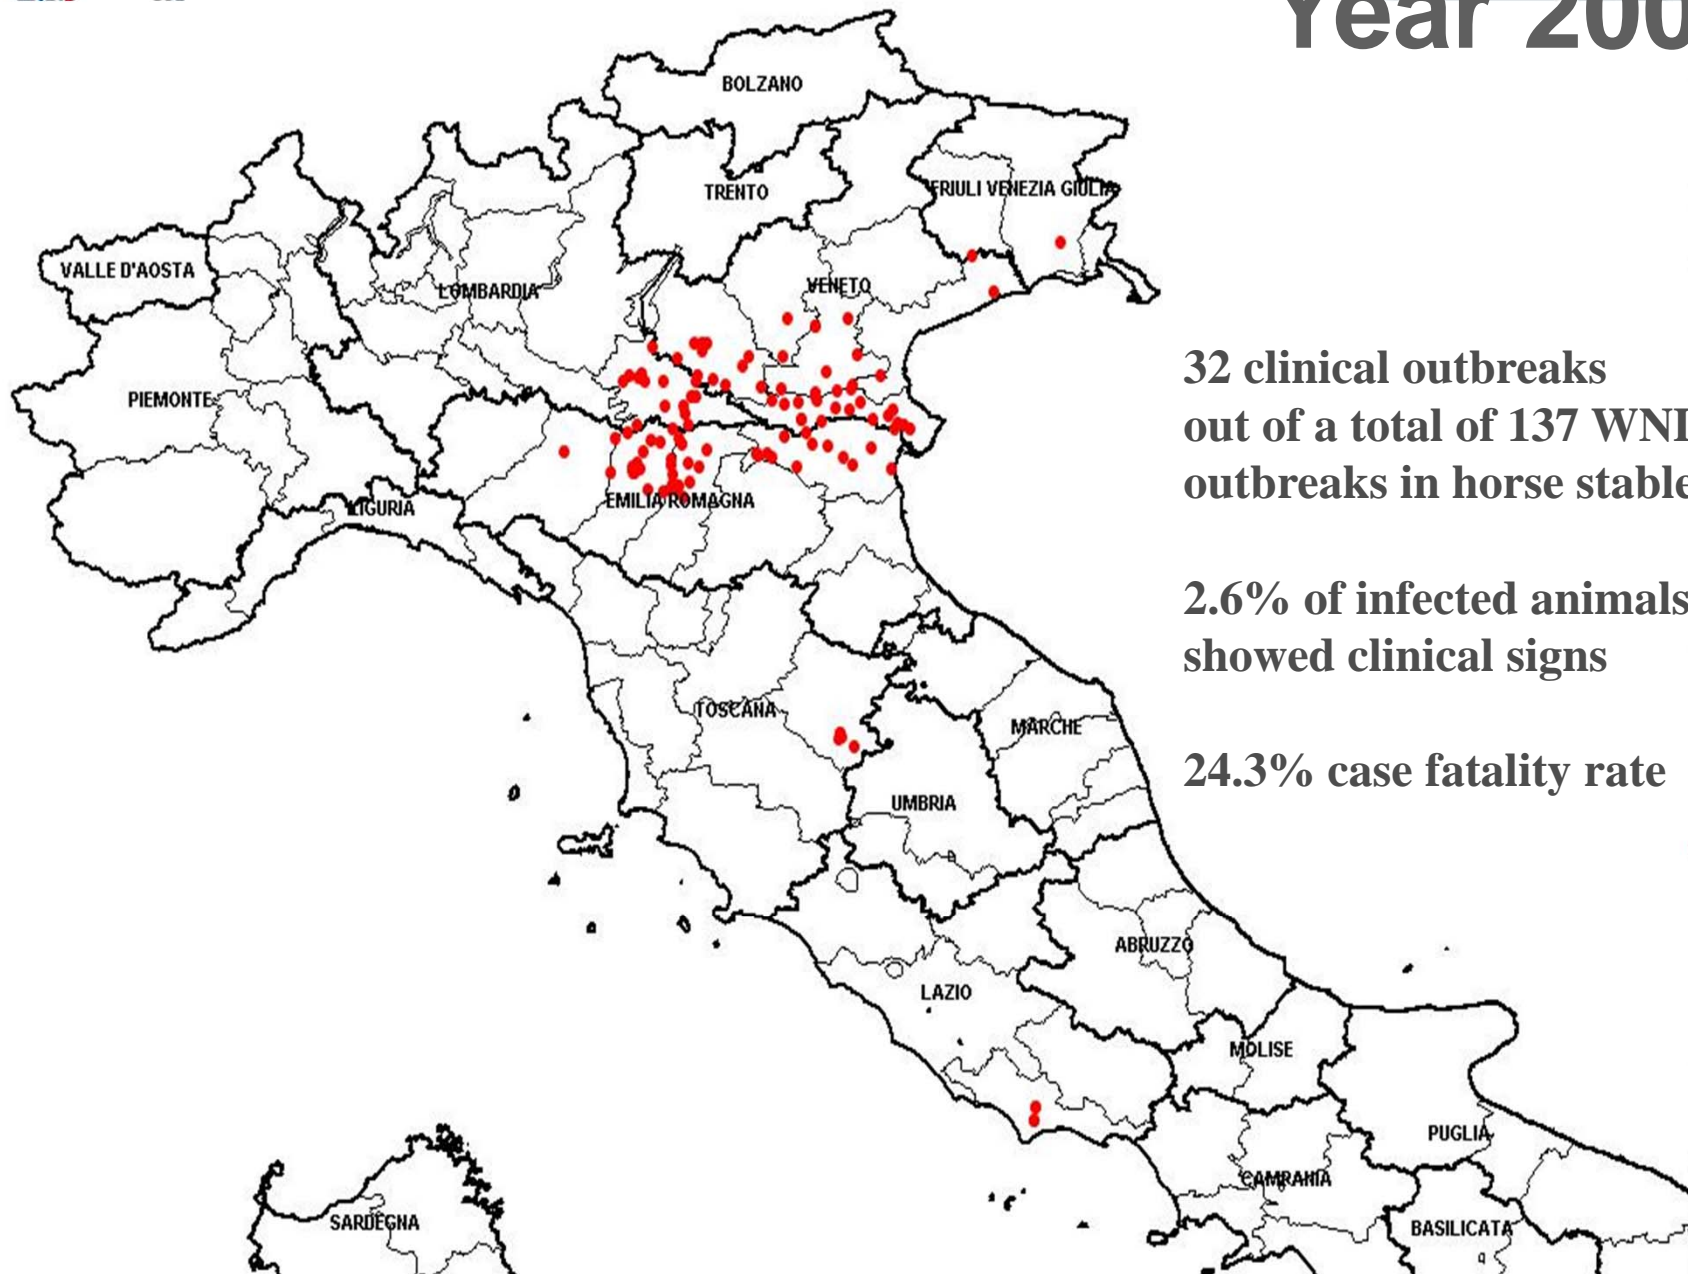 Year 200
BOLZANO
TRENTO
FRIULI VENEZIA GIULIA
VALLE D'AOSTA
LOMBARDIA
VENETO
PIEMONTE
32 clinical outbreaks
out of a total of 137 WND
outbreaks in horse stable
EMILIA ROMAGNA
LIGURIA
2.6% of infected animals
showed clinical signs
TOSCANA
MARCHE
24.3% case fatality rate
UMBRIA
ABRUZZO
LAZIO
MOLISE
PUGLIA
CAMPANIA
SARDEGNA
BASILICATA